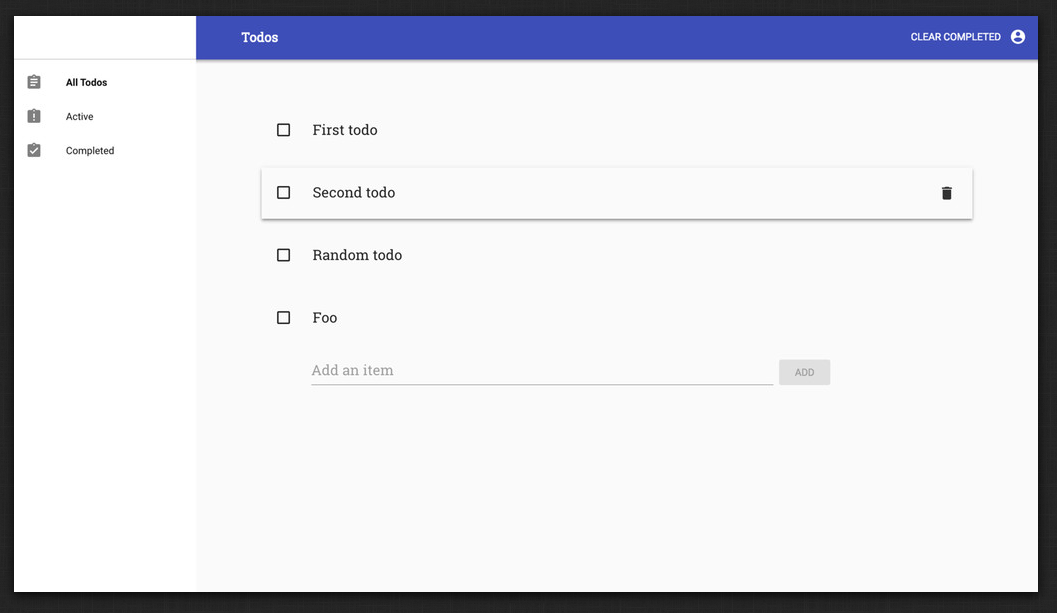 Todos
CLEAR COMPLETED
All Todos
Active
Completed
First todo
Second todo
Random todo
Foo
Add an item
ADD